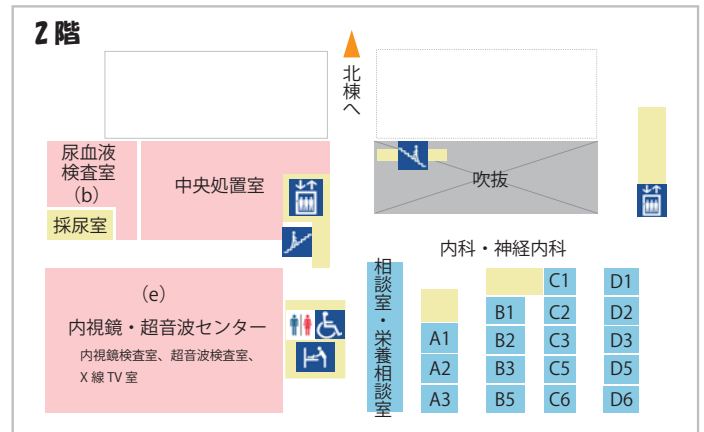 2階
北棟へ
尿血液
検査室
（b）
採尿室
中央処置室
吹抜
内科・神経内科
（e）
内視鏡・超音波センター
内視鏡検査室、超音波検査室、
X 線 TV 室
相談室・栄養相談室
A1
A2
A3
B1
B2
B3
B5
C1
C2
C3
C5
C6
D1
D2
D3
D5
D6